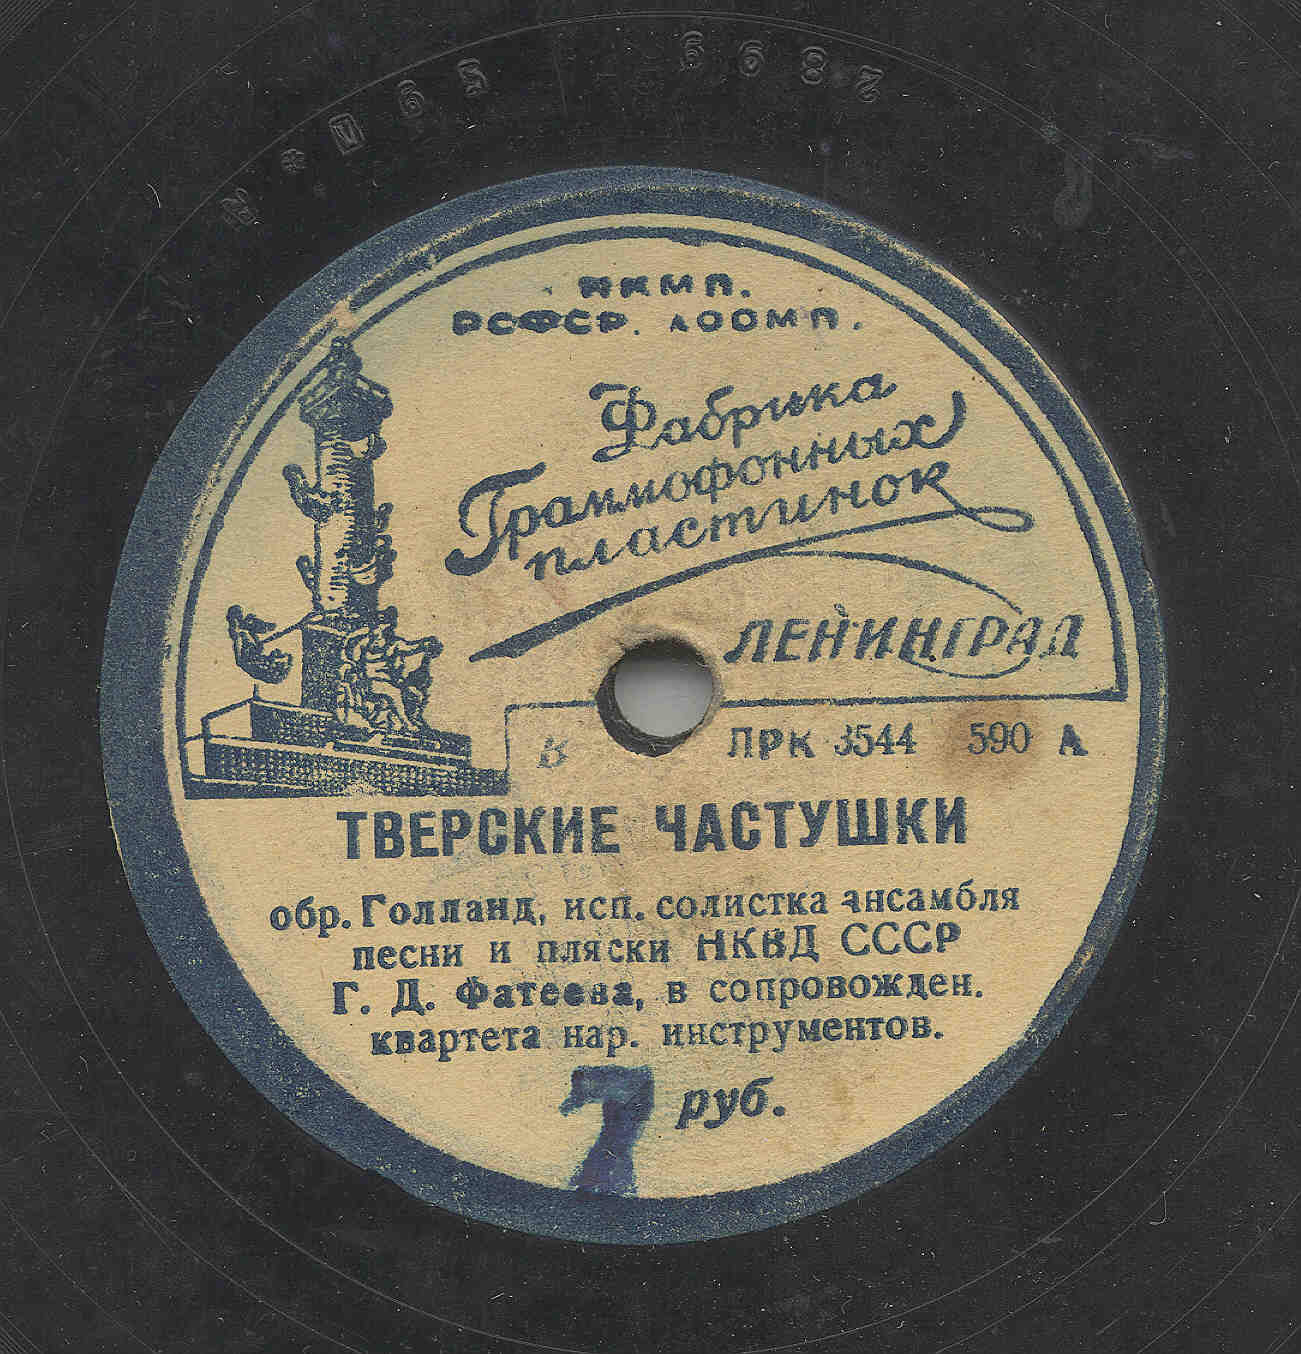 НКМП.
РСФСР. ЛООМП.
Фабрика
Граммофонных
пластинок
ЛЕНИНГРАД
В ПРК 3544 590 А
ТВЕРСКИЕ ЧАСТУШКИ
обр. Голланд, исп. солистка ансамбля
песни и пляски НКВД СССР
Г. Д. Фатеева, в сопровожден.
квартета нар. инструментов.
7 руб.